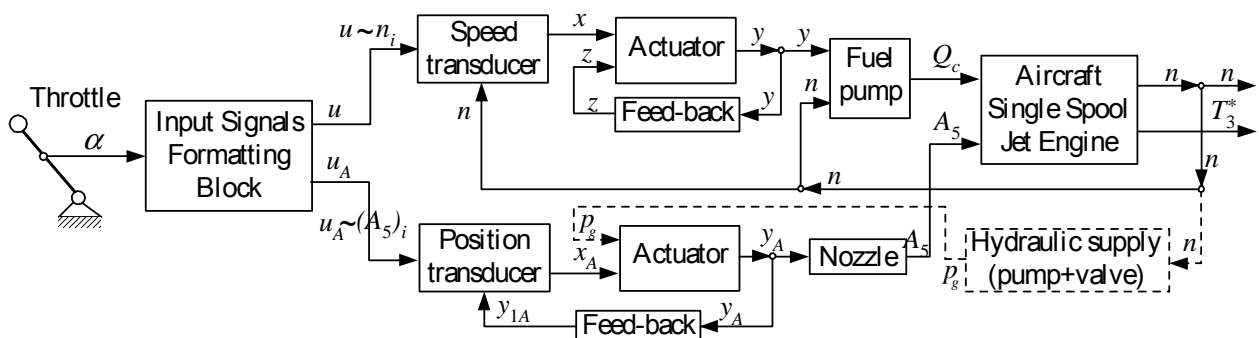 Throttle
α
Input Signals
Formatting
Block
u
u_A
u~n_i
u_A~(A_5)_i
Speed
transducer
n
x
Actuator
z
z
Feed-back
y
y
y
Fuel
pump
n
Q_c
A_5
Aircraft
Single Spool
Jet Engine
n
n
T_3^*
n
n
Position
transducer
x_A
p_g
Actuator
y_A
Nozzle
A_5
y_1A
Feed-back
y_A
Hydraulic supply
(pump+valve)
p_g
n